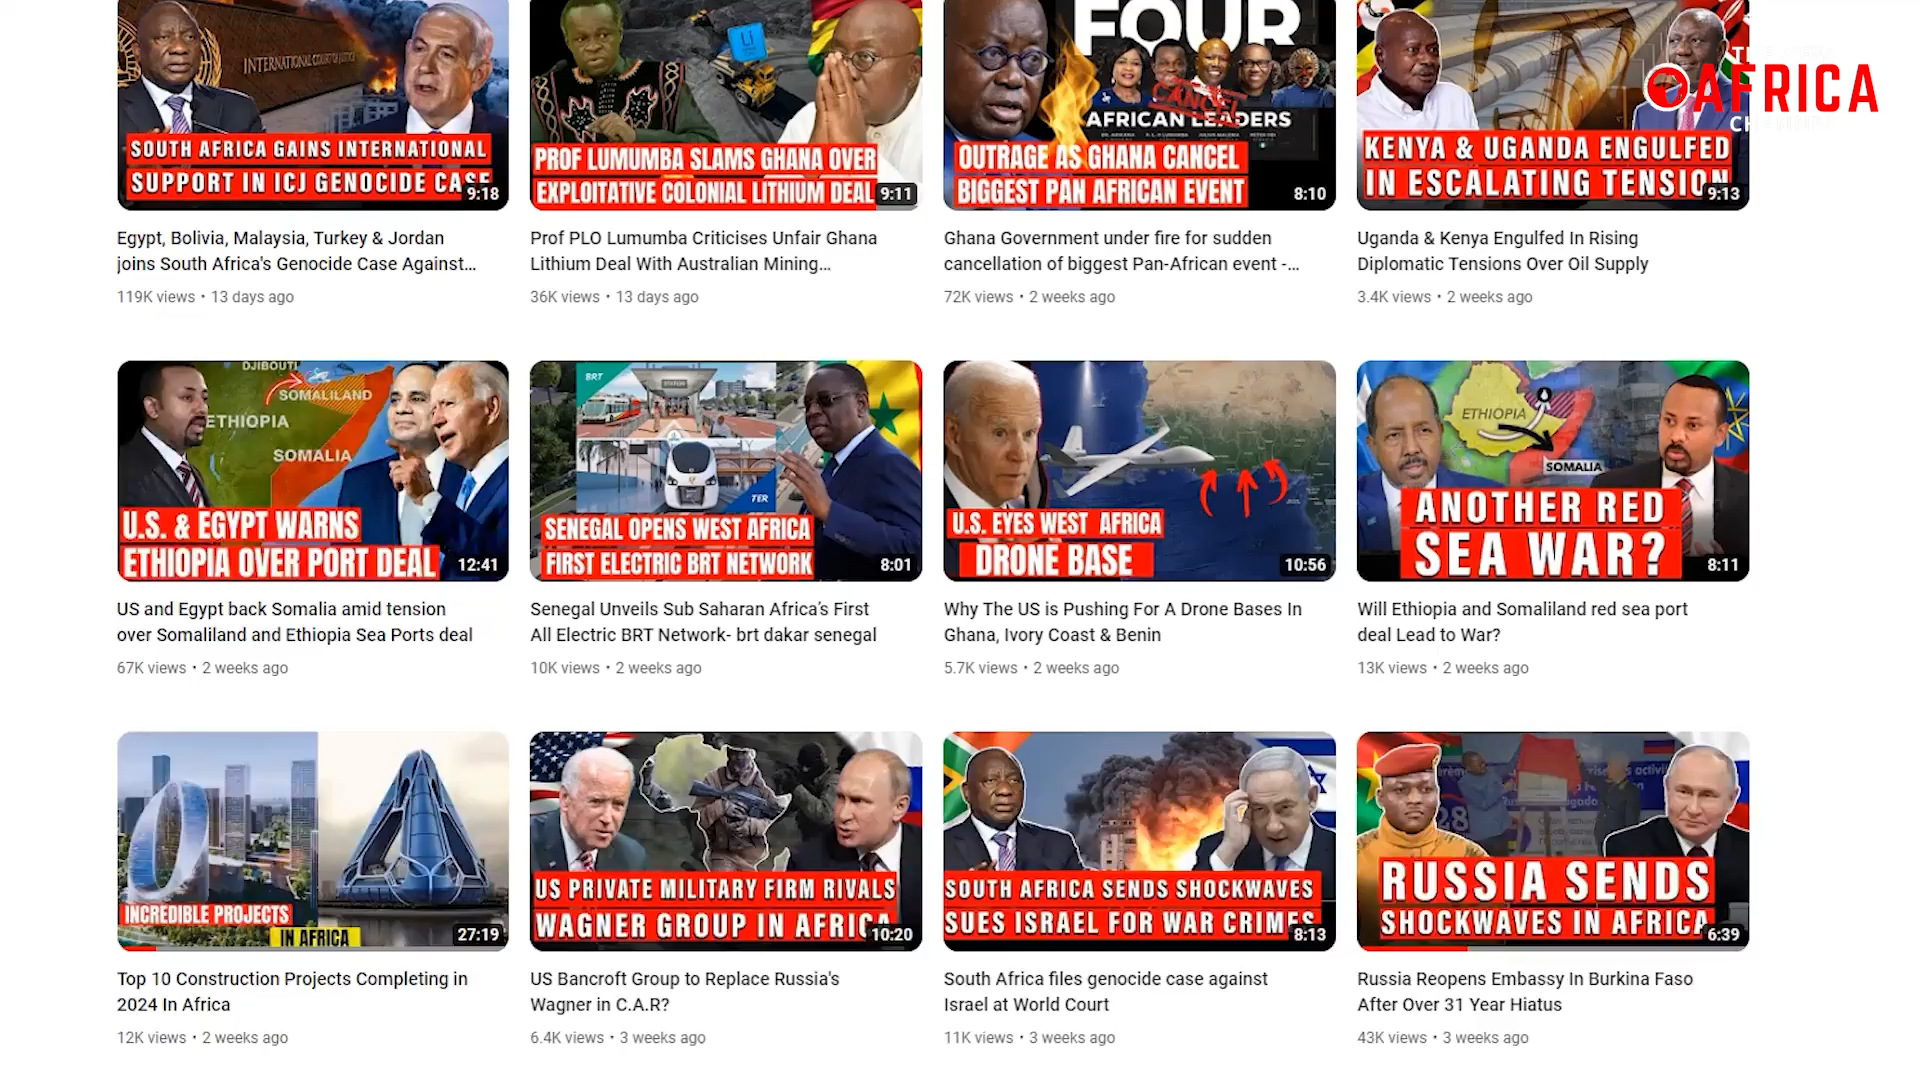 INTERNATIONAL COURT OF JUSTICE
SOUTH AFRICA GAINS INTERNATIONAL
SUPPORT IN ICJ GENOCIDE CASE
9:18
Li
PROF LUMUMBA SLAMS GHANA OVER
EXPLOITATIVE COLONIAL LITHIUM DEAL
9:11
FOUR
CANCEL
AFRICAN LEADERS
OUTRAGE AS GHANA CANCEL
BIGGEST PAN AFRICAN EVENT
8:10
THE
AFRICA
KENYA & UGANDA ENGULFED
IN ESCALATING TENSION
9:13
Egypt, Bolivia, Malaysia, Turkey & Jordan
joins South Africa's Genocide Case Against...
119K views • 13 days ago
Prof PLO Lumumba Criticises Unfair Ghana
Lithium Deal With Australian Mining...
36K views • 13 days ago
Ghana Government under fire for sudden
cancellation of biggest Pan-African event -...
72K views • 2 weeks ago
Uganda & Kenya Engulfed In Rising
Diplomatic Tensions Over Oil Supply
3.4K views • 2 weeks ago
DJIBOUTI
SOMALILAND
ETHIOPIA
SOMALIA
U.S. & EGYPT WARNS
ETHIOPIA OVER PORT DEAL
12:41
BRT
STATION
TER
SENEGAL OPENS WEST AFRICA
FIRST ELECTRIC BRT NETWORK
8:01
U.S. EYES WEST AFRICA
DRONE BASE
10:56
ETHIOPIA
SOMALIA
ANOTHER RED
SEA WAR?
8:11
US and Egypt back Somalia amid tension
over Somaliland and Ethiopia Sea Ports deal
67K views • 2 weeks ago
Senegal Unveils Sub Saharan Africa's First
All Electric BRT Network- brt dakar senegal
10K views • 2 weeks ago
Why The US is Pushing For A Drone Bases In
Ghana, Ivory Coast & Benin
5.7K views • 2 weeks ago
Will Ethiopia and Somaliland red sea port
deal Lead to War?
13K views • 2 weeks ago
INCREDIBLE PROJECTS
IN AFRICA
27:19
US PRIVATE MILITARY FIRM RIVALS
WAGNER GROUP IN AFRICA
10:20
SOUTH AFRICA SENDS SHOCKWAVES
SUES ISRAEL FOR WAR CRIMES
8:13
28
RUSSIA SENDS
SHOCKWAVES IN AFRICA
6:39
Top 10 Construction Projects Completing in
2024 In Africa
12K views • 2 weeks ago
US Bancroft Group to Replace Russia's
Wagner in C.A.R?
6.4K views • 3 weeks ago
South Africa files genocide case against
Israel at World Court
11K views • 3 weeks ago
Russia Reopens Embassy In Burkina Faso
After Over 31 Year Hiatus
43K views • 3 weeks ago